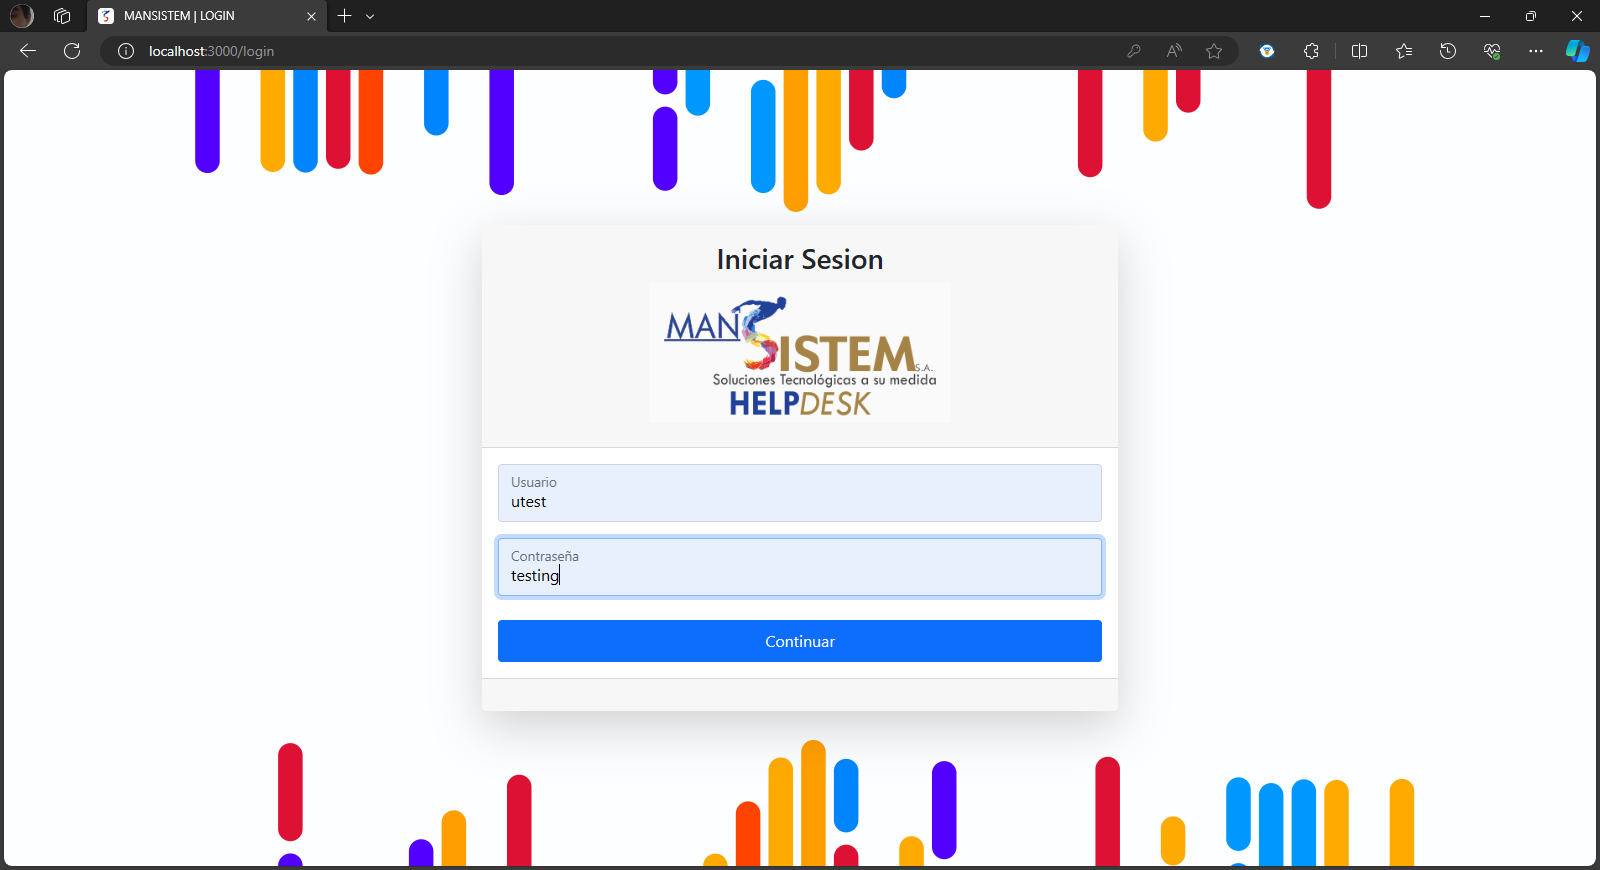 MANSISTEM | LOGIN
localhost:3000/login
Iniciar Sesion
MANSISTEM S.A.
Soluciones Tecnológicas a su medida
HELPDESK
Usuario
utest
Contraseña
testing
Continuar